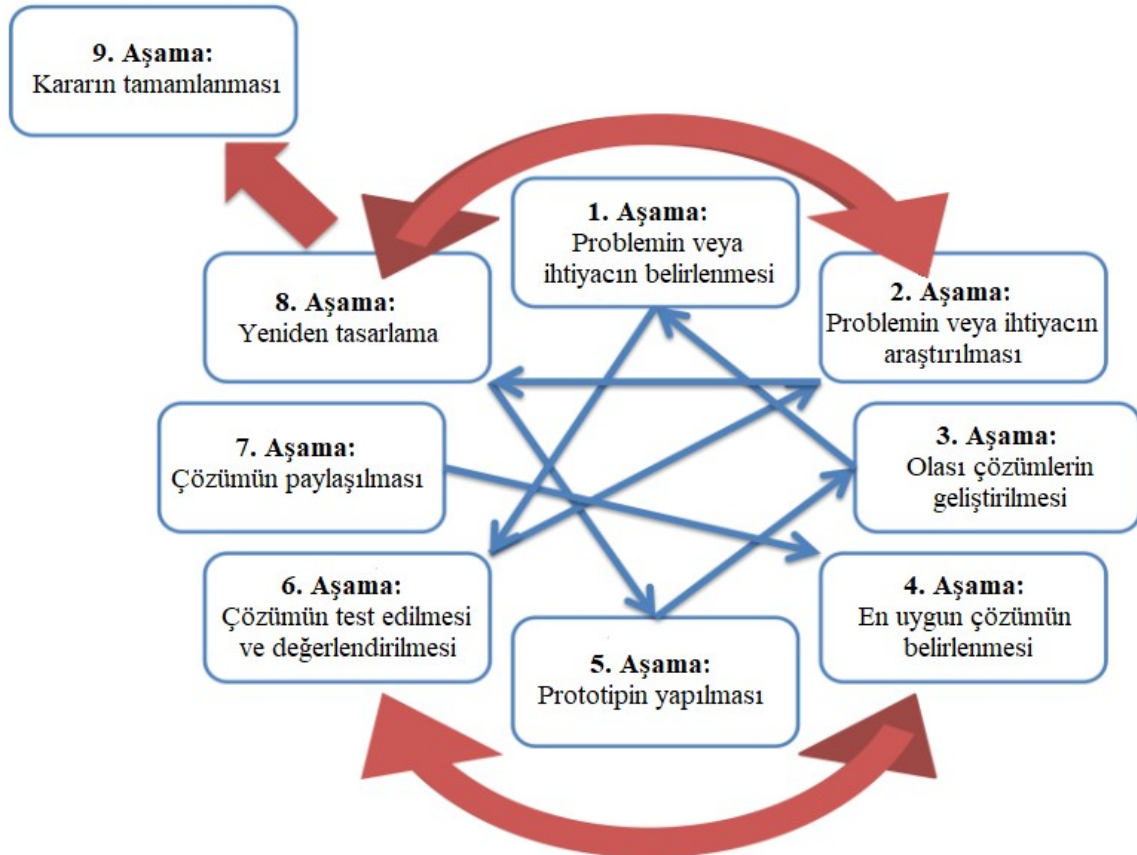 9. Aşama:
Kararın tamamlanması
1. Aşama:
Problemin veya
ihtiyacın belirlenmesi
8. Aşama:
Yeniden tasarlama
2. Aşama:
Problemin veya ihtiyacın
araştırılması
7. Aşama:
Çözümün paylaşılması
3. Aşama:
Olası çözümlerin
geliştirilmesi
6. Aşama:
Çözümün test edilmesi
ve değerlendirilmesi
4. Aşama:
En uygun çözümün
belirlenmesi
5. Aşama:
Prototipin yapılması